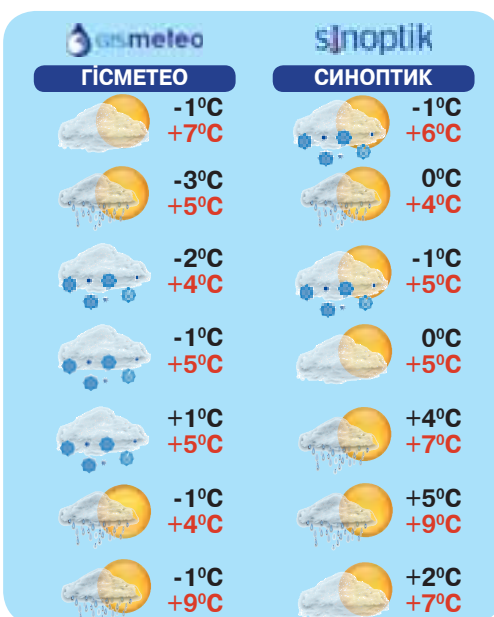 GISmeteo
ГІСМЕТЕО
-1⁰C
+7⁰C
-3⁰C
+5⁰C
-2⁰C
+4⁰C
-1⁰C
+5⁰C
+1⁰C
+5⁰C
-1⁰C
+4⁰C
-1⁰C
+9⁰C
sinoptik
СИНОПТИК
-1⁰C
+6⁰C
0⁰C
+4⁰C
-1⁰C
+5⁰C
0⁰C
+5⁰C
+4⁰C
+7⁰C
+5⁰C
+9⁰C
+2⁰C
+7⁰C